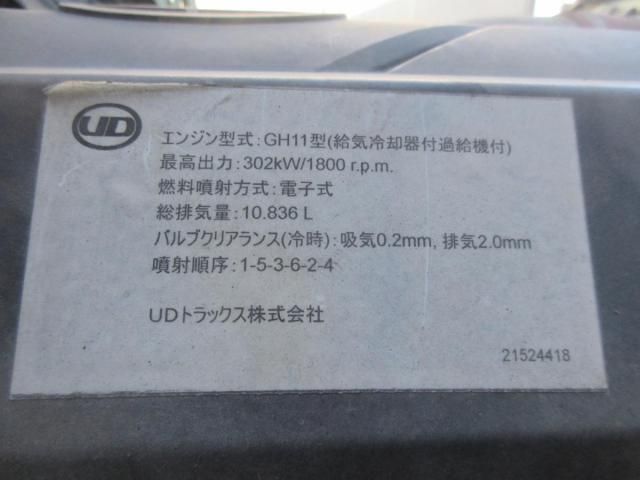 UD
エンジン型式:GH11型(給気冷却器付過給機付)
最高出力:302kW/1800 r.p.m.
燃料噴射方式:電子式
総排気量:10.836 L
バルブクリアランス(冷時):吸気0.2mm, 排気2.0mm
噴射順序:1-5-3-6-2-4
UDトラックス株式会社
21524418